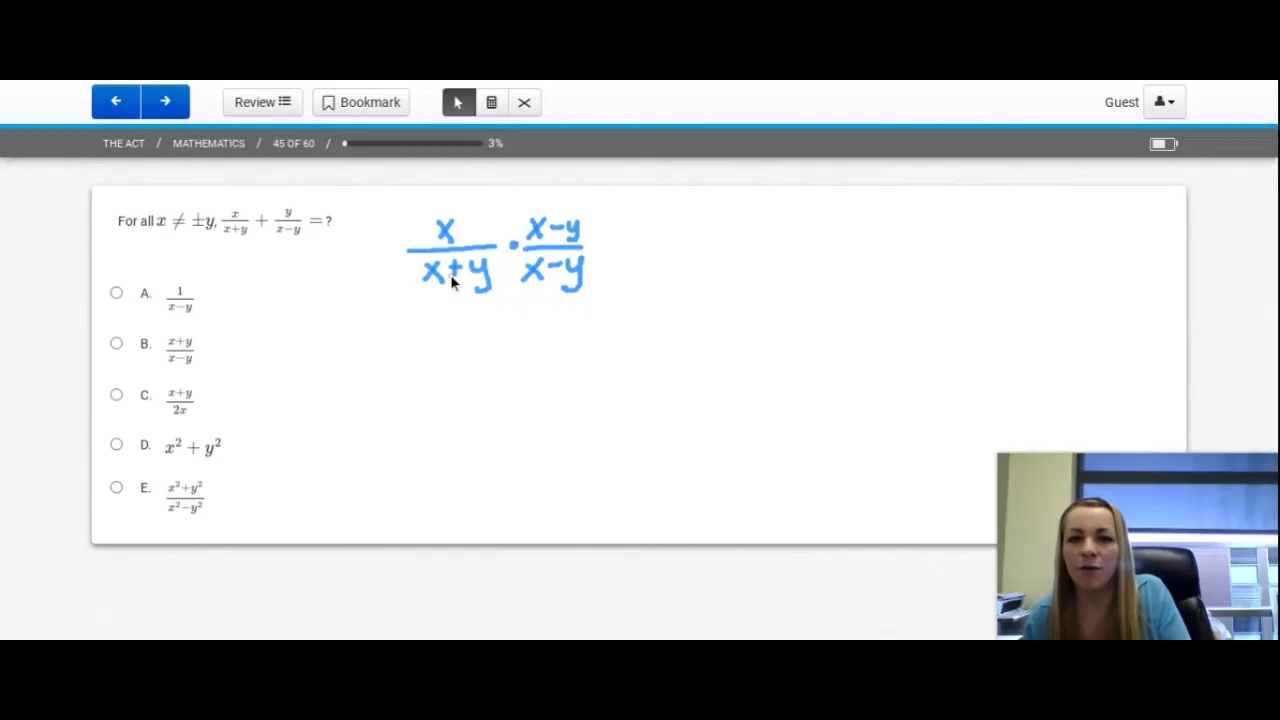 Review Bookmark Guest
THE ACT / MATHEMATICS / 45 OF 60 / 3%
For all x ≠ ±y, x/(x+y) + y/(x−y) = ?
x/(x+y) · (x−y)/(x−y)
A. 1/(x−y)
B. (x+y)/(x−y)
C. (x+y)/2x
D. x² + y²
E. (x²+y²)/(x²−y²)